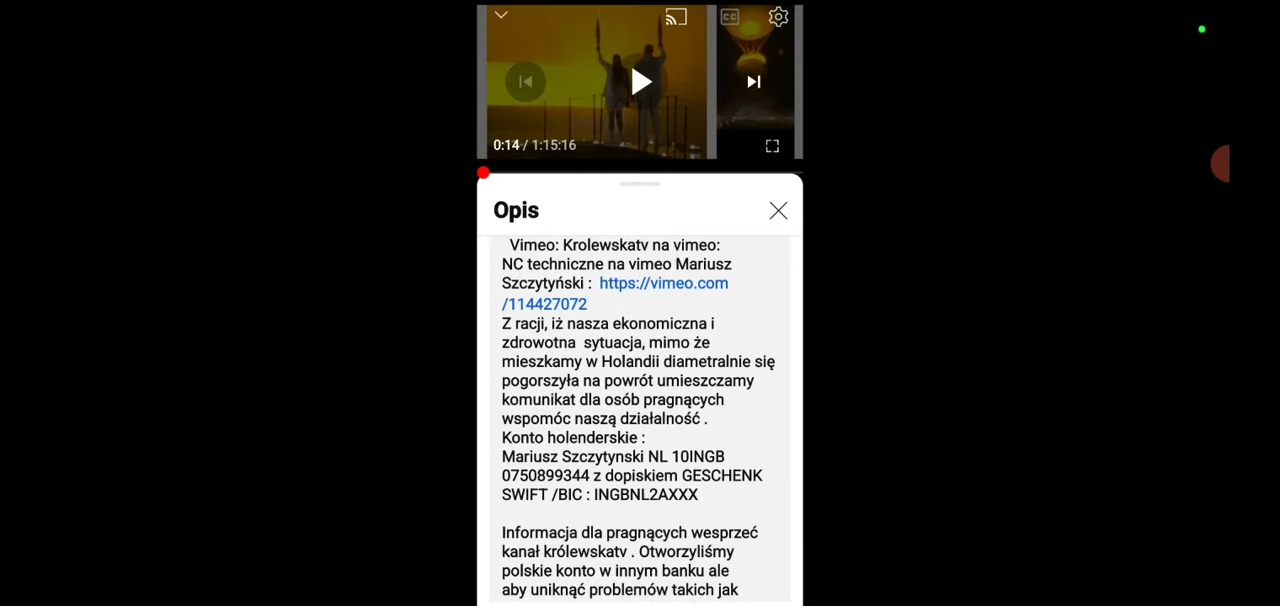 CC
0:14 / 1:15:16
Opis
Vimeo: Krolewskatv na vimeo:
NC techniczne na vimeo Mariusz
Szczytyński : https://vimeo.com
/114427072
Z racji, iż nasza ekonomiczna i
zdrowotna sytuacja, mimo że
mieszkamy w Holandii diametralnie się
pogorszyła na powrót umieszczamy
komunikat dla osób pragnących
wspomóc naszą działalność .
Konto holenderskie :
Mariusz Szczytynski NL 10INGB
0750899344 z dopiskiem GESCHENK
SWIFT /BIC : INGBNL2AXXX
Informacja dla pragnących wesprzeć
kanał królewskatv . Otworzyliśmy
polskie konto w innym banku ale
aby uniknąć problemów takich jak